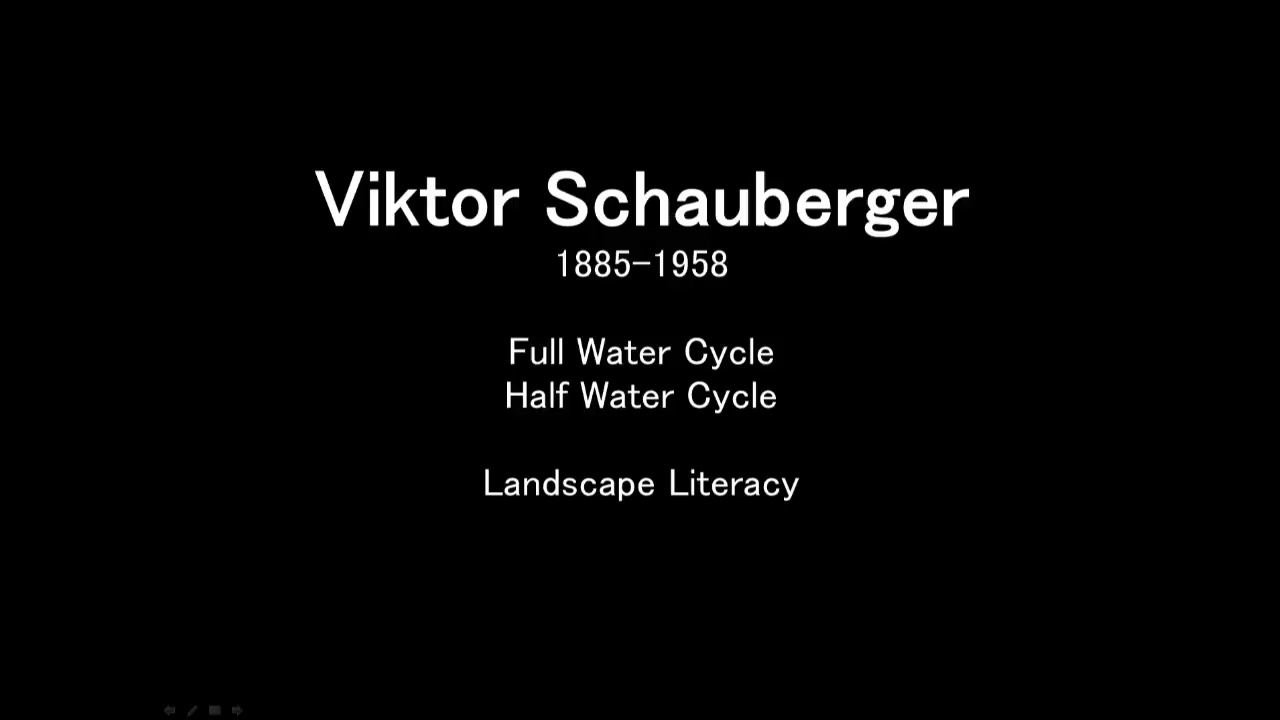 Viktor Schauberger
1885-1958
Full Water Cycle
Half Water Cycle
Landscape Literacy